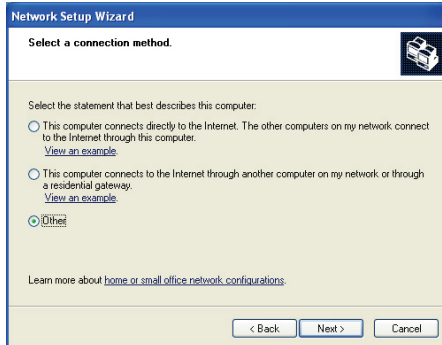 Network Setup Wizard
Select a connection method.
Select the statement that best describes this computer:
This computer connects directly to the Internet. The other computers on my network connect
to the Internet through this computer.
View an example.
This computer connects to the Internet through another computer on my network or through
a residential gateway.
View an example.
Other
Learn more about home or small office network configurations.
< Back Next > Cancel